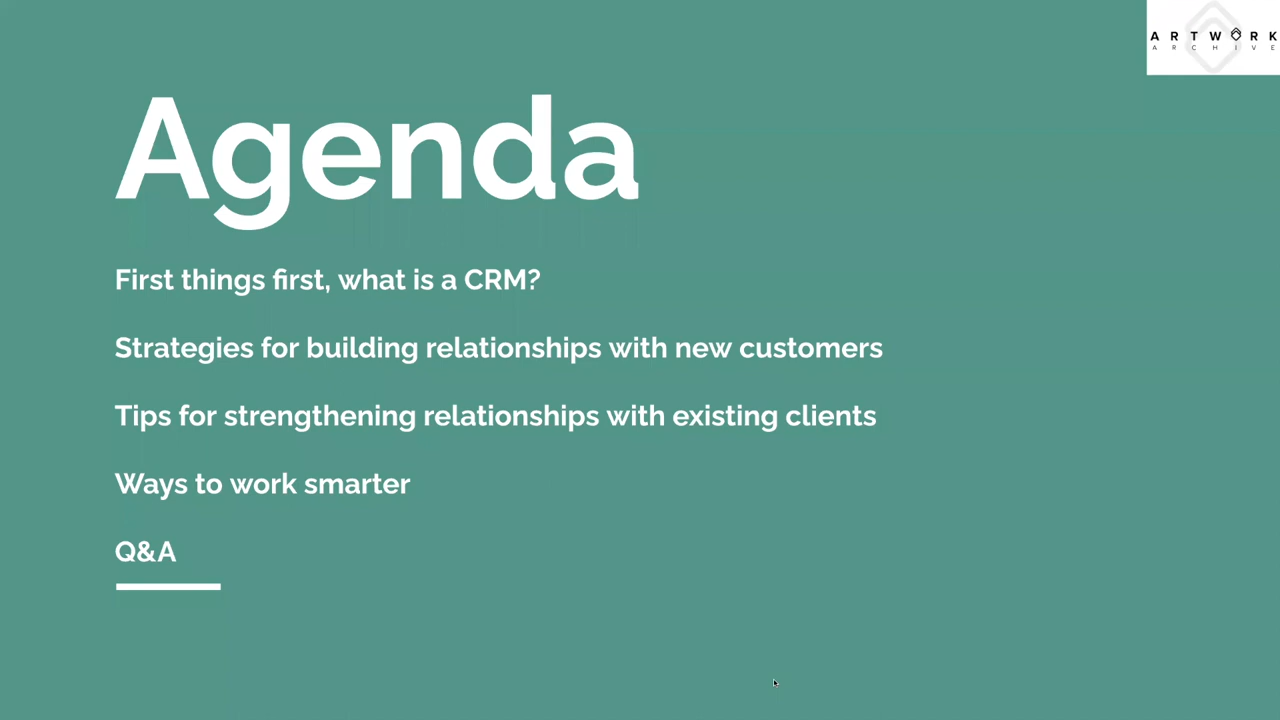 ARTWORK
ARCHIVE
Agenda
First things first, what is a CRM?
Strategies for building relationships with new customers
Tips for strengthening relationships with existing clients
Ways to work smarter
Q&A